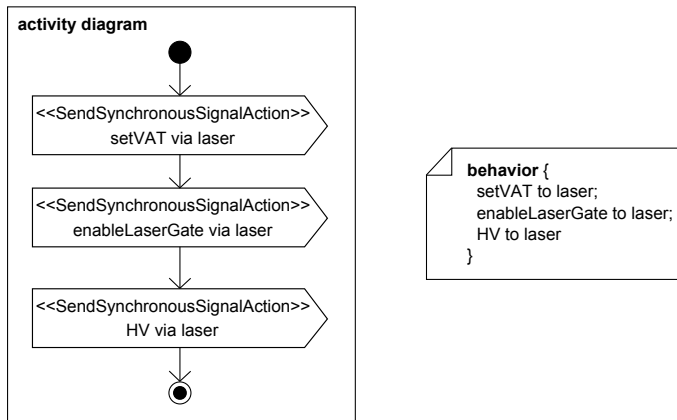 activity diagram
<<SendSynchronousSignalAction>>
setVAT via laser
<<SendSynchronousSignalAction>>
enableLaserGate via laser
<<SendSynchronousSignalAction>>
HV via laser
behavior {
setVAT to laser;
enableLaserGate to laser;
HV to laser
}